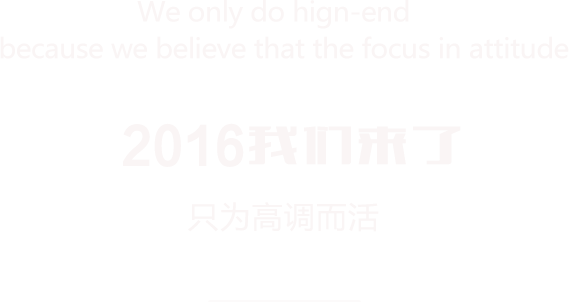 We only do hign-end
because we believe that the focus in attitude
2016我们来了
只为高调而活